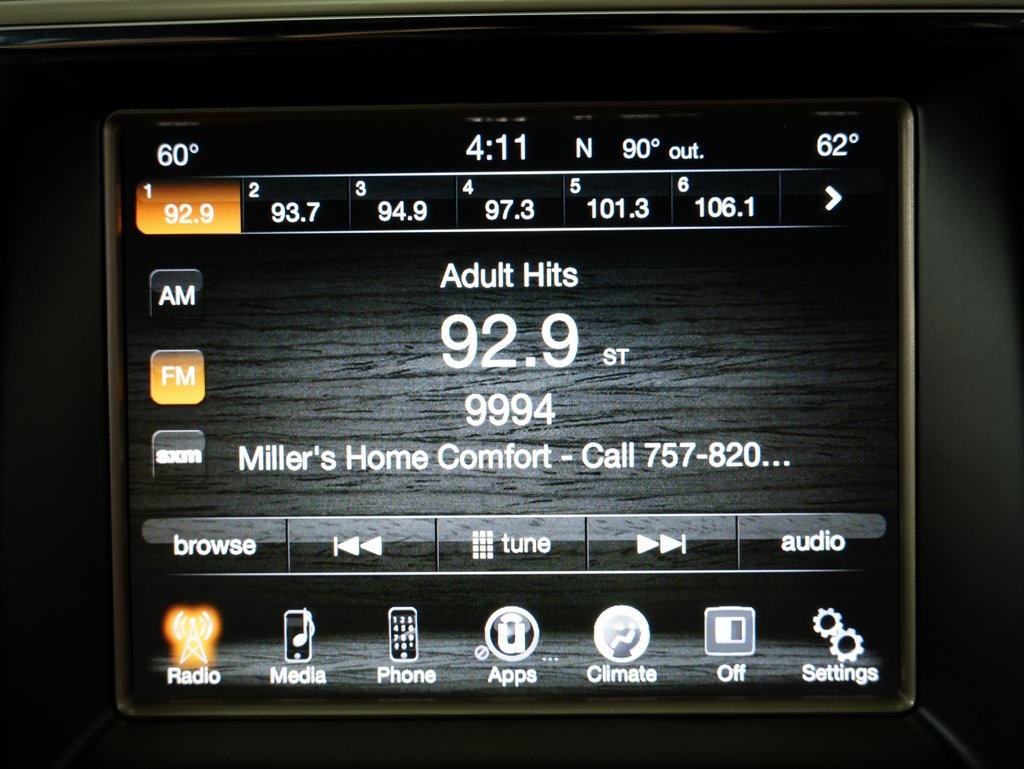 60° 4:11 N 90° out. 62°
1 92.9 2 93.7 3 94.9 4 97.3 5 101.3 6 106.1
Adult Hits
AM
92.9 ST
FM
9994
sxm
Miller's Home Comfort - Call 757-820...
browse tune audio
Radio Media Phone Apps Climate Off Settings